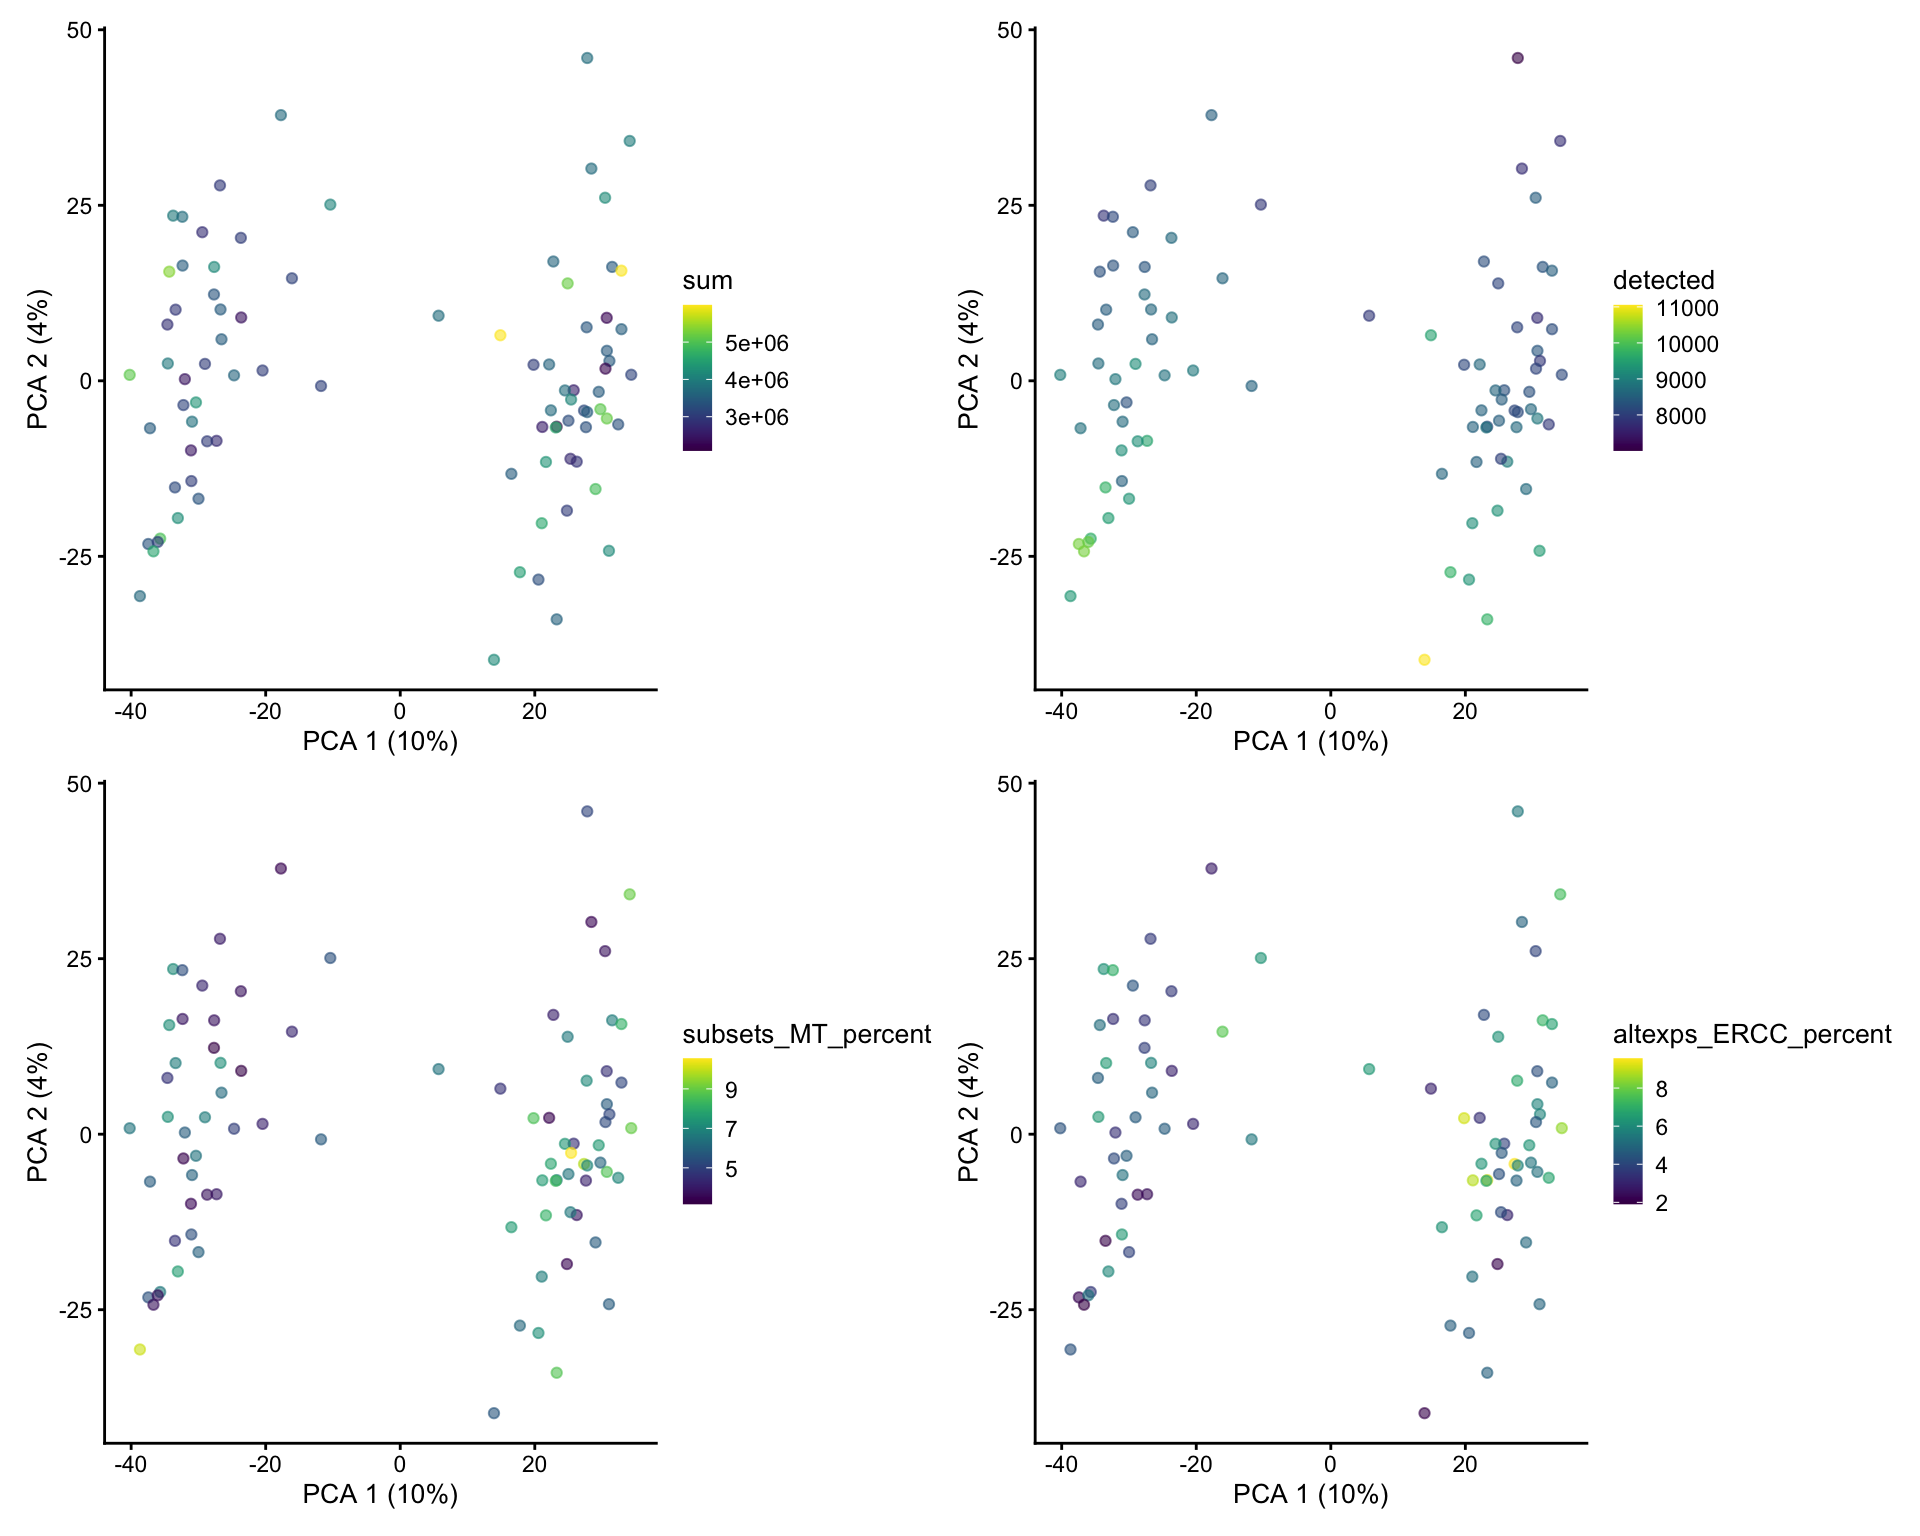 50
25
0
-25
PCA 2 (4%)
-40 -20 0 20
PCA 1 (10%)
sum
5e+06
4e+06
3e+06
50
25
0
-25
PCA 2 (4%)
-40 -20 0 20
PCA 1 (10%)
detected
11000
10000
9000
8000
50
25
0
-25
PCA 2 (4%)
-40 -20 0 20
PCA 1 (10%)
subsets_MT_percent
9
7
5
50
25
0
-25
PCA 2 (4%)
-40 -20 0 20
PCA 1 (10%)
altexps_ERCC_percent
8
6
4
2